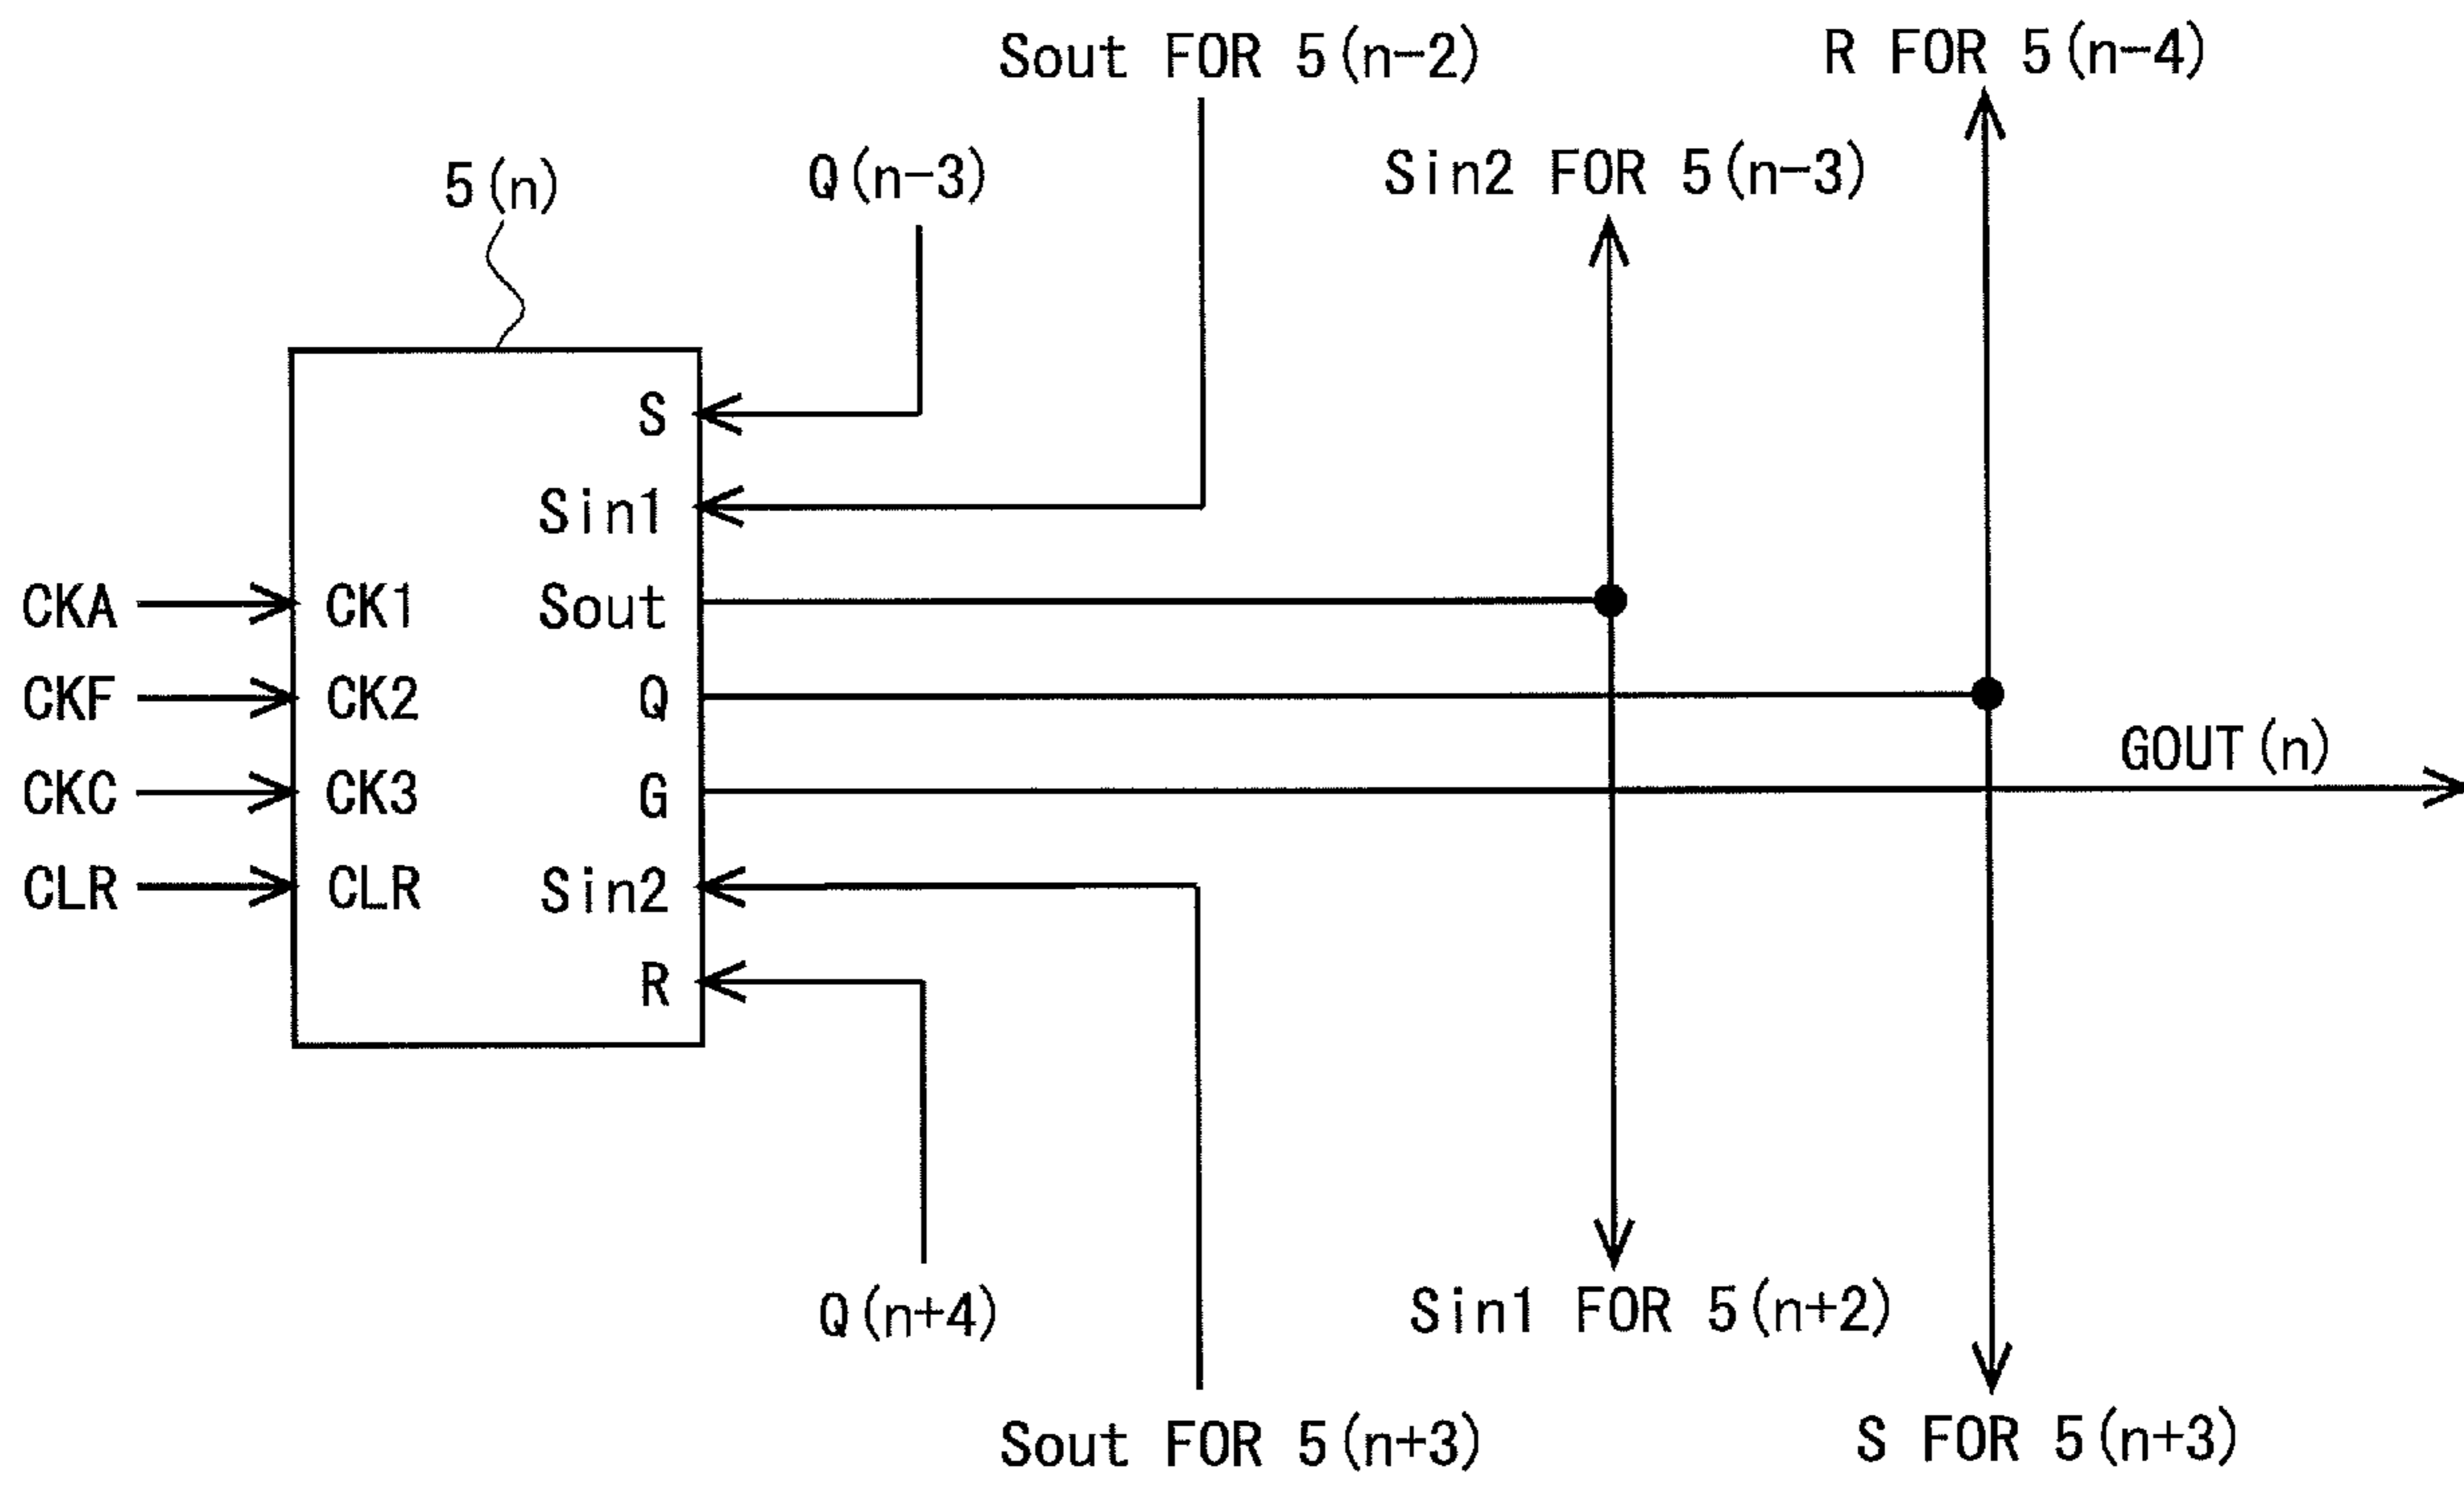 Sout FOR 5(n-2)
R FOR 5(n-4)
5(n)
Q(n-3)
Sin2 FOR 5(n-3)
S
Sin1
CKA
CK1
Sout
CKF
CK2
Q
GOUT(n)
CKC
CK3
G
CLR
CLR
Sin2
R
Q(n+4)
Sin1 FOR 5(n+2)
Sout FOR 5(n+3)
S FOR 5(n+3)